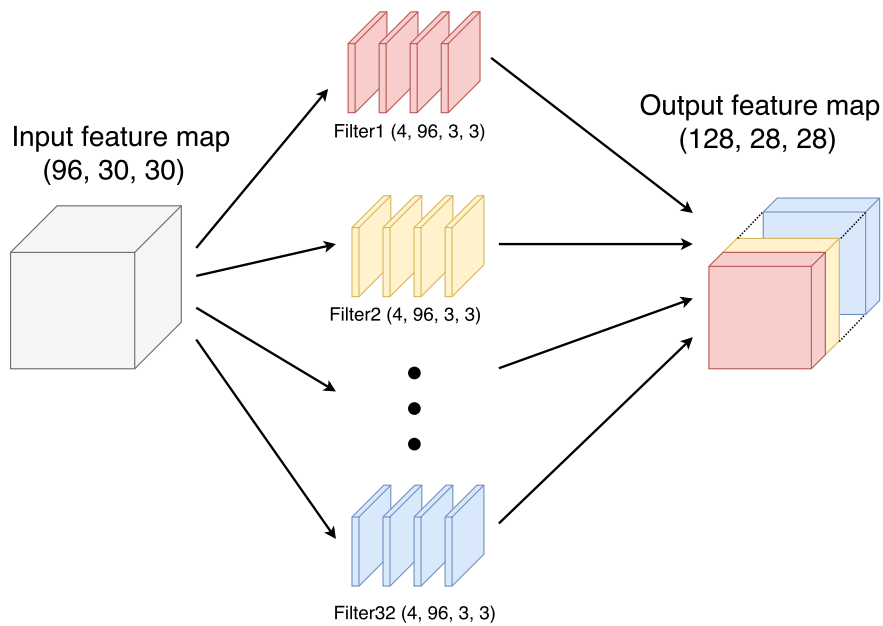 Input feature map
(96, 30, 30)
Filter1 (4, 96, 3, 3)
Filter2 (4, 96, 3, 3)
Filter32 (4, 96, 3, 3)
Output feature map
(128, 28, 28)